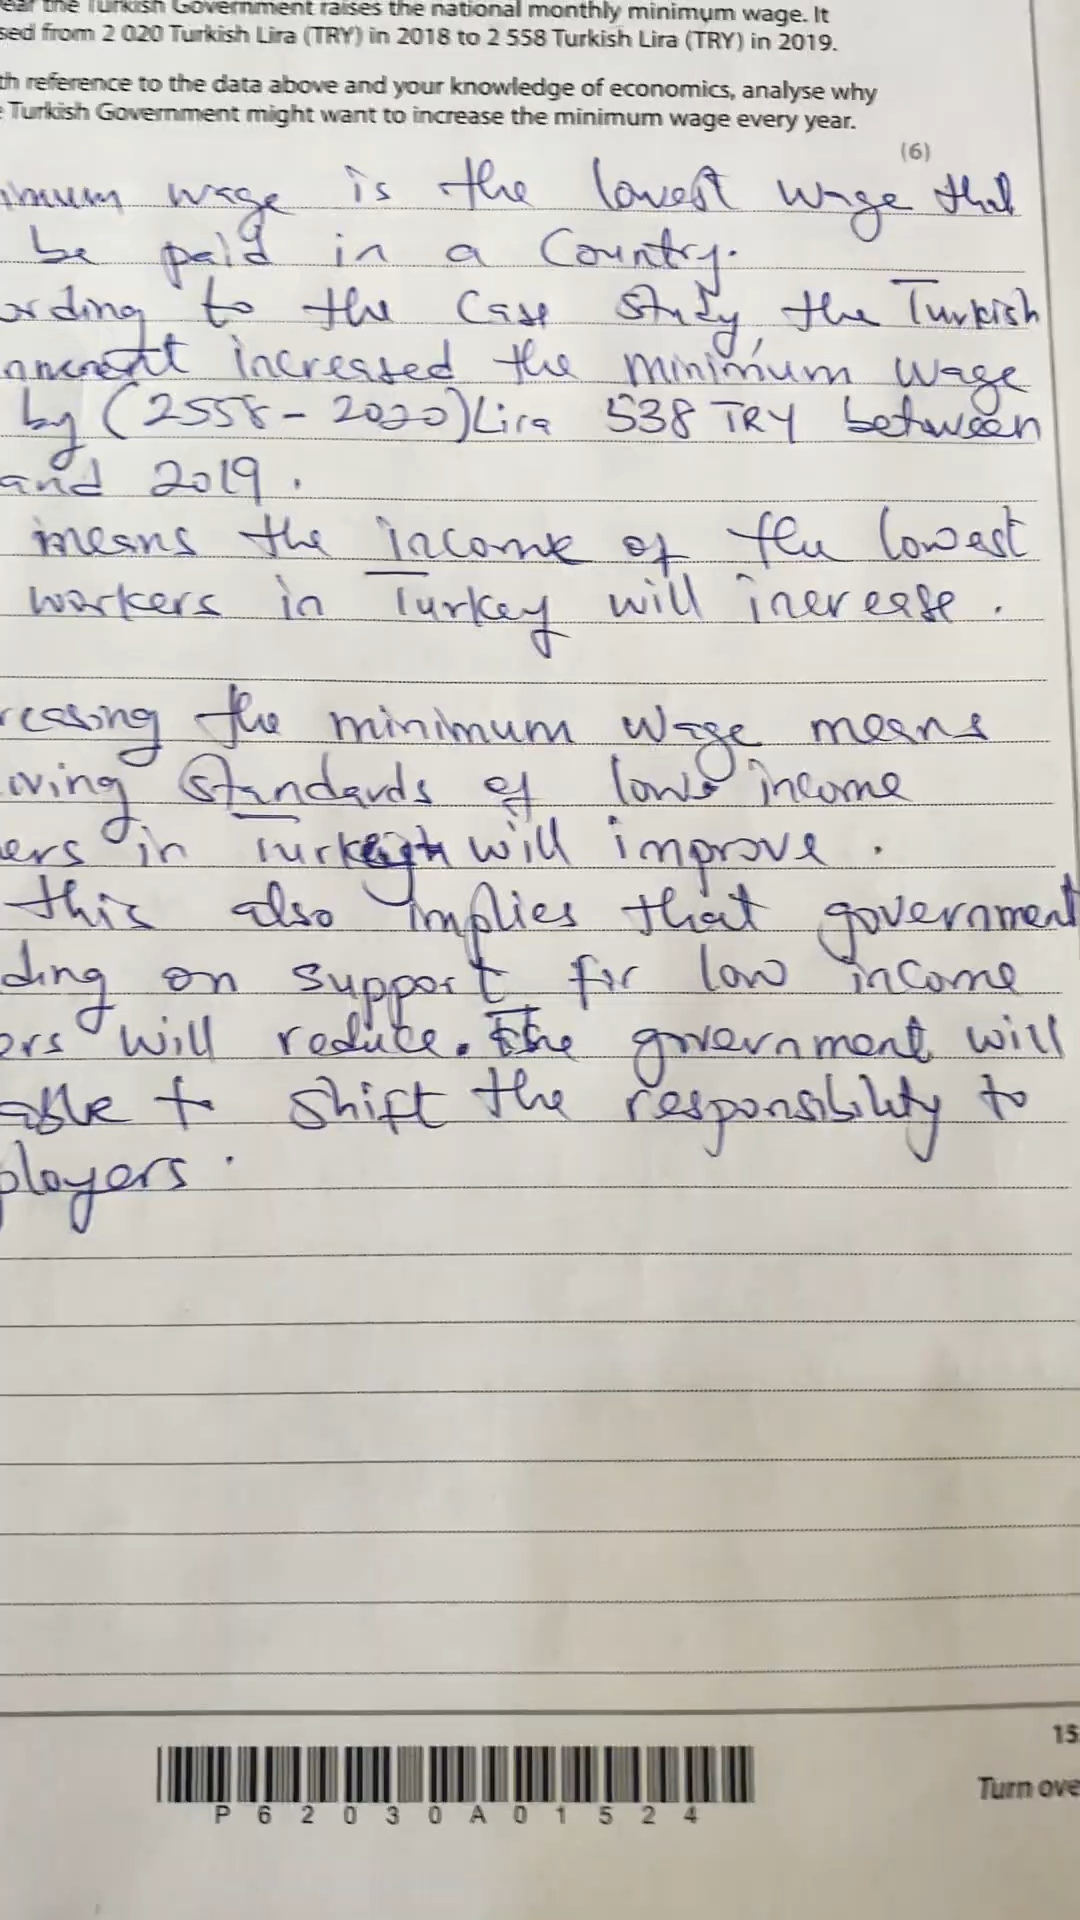 ear the Turkish Government raises the national monthly minimum wage. It
sed from 2 020 Turkish Lira (TRY) in 2018 to 2 558 Turkish Lira (TRY) in 2019.
th reference to the data above and your knowledge of economics, analyse why
Turkish Government might want to increase the minimum wage every year.
(6)
imum wage is the lowest wage that
be paid in a Country.
ording to the Case Study, the Turkish
nment increased the minimum wage
by (2558 - 2020) Lira 538 TRY between
and 2019.
means the income of the lowest
workers in Turkey will increase.
reasing the minimum wage means
iving standards of low income
ers in Turkey will improve.
this also implies that government
ding on support for low income
ers will reduce. The government will
able to shift the responsibility to
ployers.
15
Turn ove
P 6 2 0 3 0 A 0 1 5 2 4